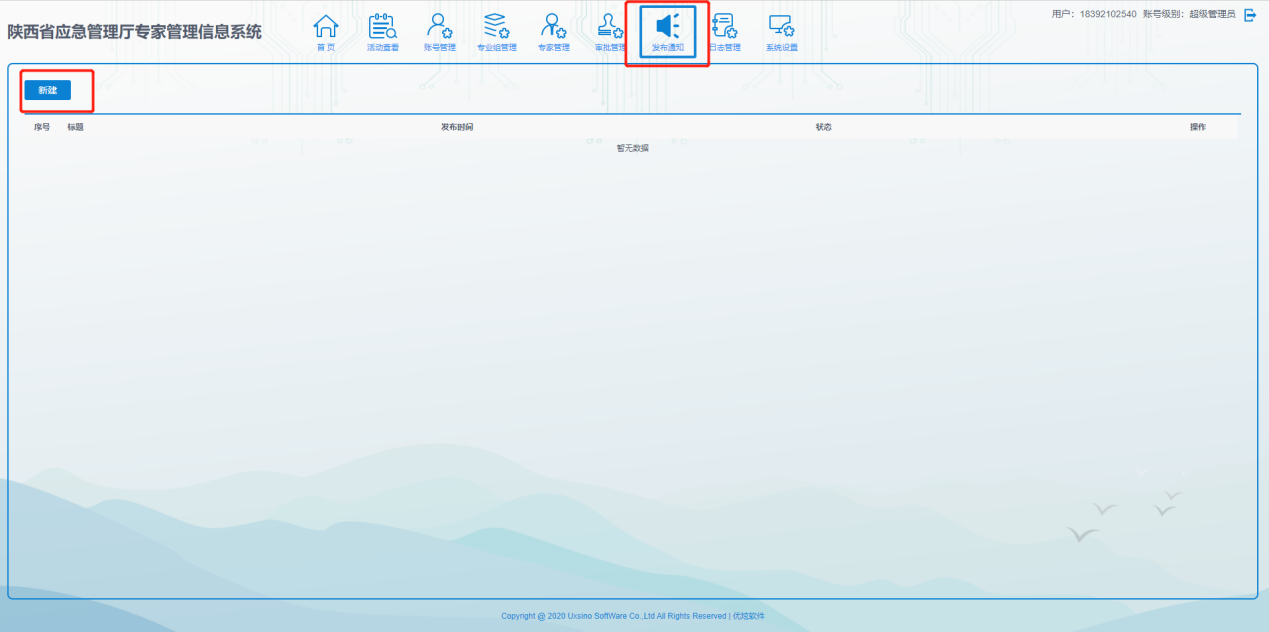 用户：18392102540 账号级别：超级管理员
陕西省应急管理厅专家管理信息系统
首 页 活动查看 账号管理 专业组管理 专家管理 审批管理 发布通知 日志管理 系统设置
新建
序号 标题 发布时间 状态 操作
暂无数据
Copyright @ 2020 Uxsino SoftWare Co.,Ltd All Rights Reserved | 优炫软件